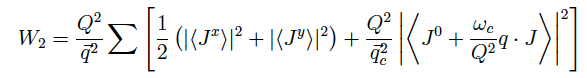 $$W_2 = \frac{Q^2}{\vec{q}^2} \sum \left[ \frac{1}{2} \left( |\langle J^x \rangle|^2 + |\langle J^y \rangle|^2 \right) + \frac{Q^2}{\vec{q}_c^2} \left| \left\langle J^0 + \frac{\omega_c}{Q^2} q \cdot J \right\rangle \right|^2 \right]$$